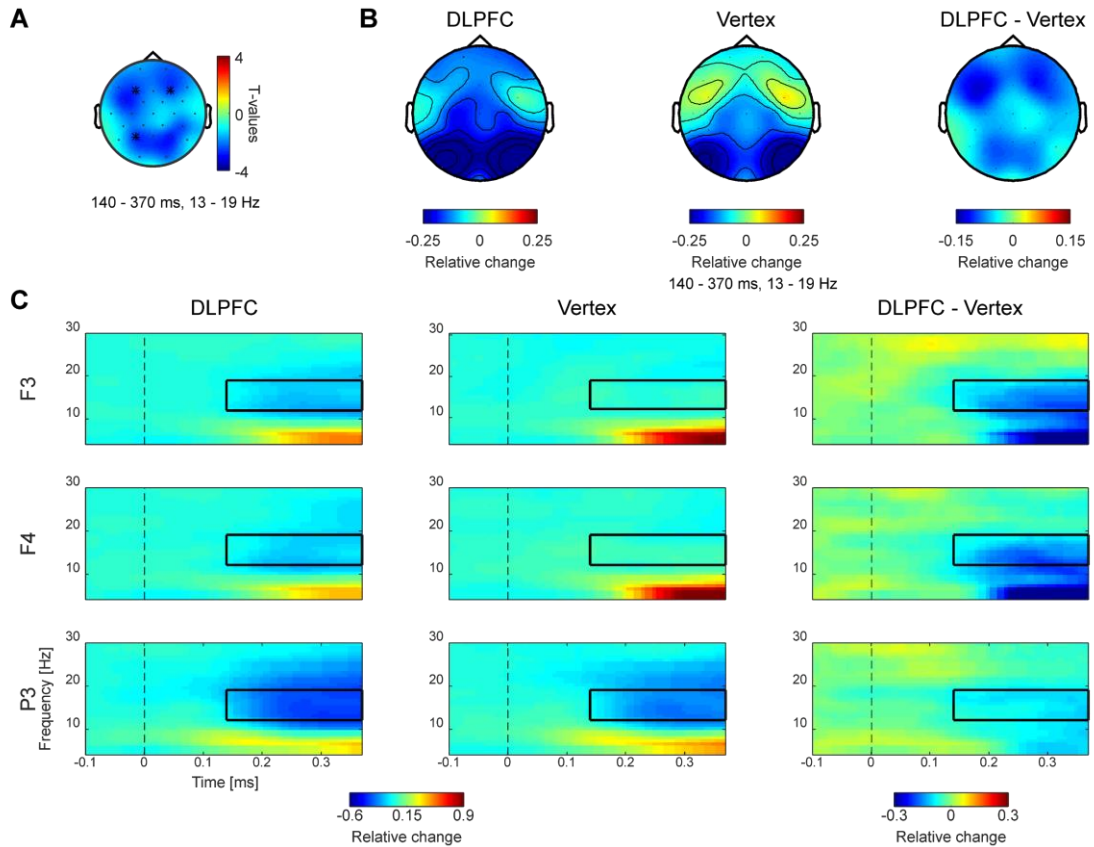 A
4
T-values
0
-4
140 - 370 ms, 13 - 19 Hz
B
DLPFC
Vertex
DLPFC - Vertex
-0.25 0 0.25
Relative change
-0.25 0 0.25
Relative change
140 - 370 ms, 13 - 19 Hz
-0.15 0 0.15
Relative change
C
DLPFC
Vertex
DLPFC - Vertex
F3
30 30 30
20 20 20
10 10 10
F4
30 30 30
20 20 20
10 10 10
P3
Frequency [Hz]
30 30 30
20 20 20
10 10 10
-0.1 0 0.1 0.3 -0.1 0 0.1 0.3 -0.1 0 0.1 0.3
Time [ms]
-0.6 0.15 0.9
Relative change
-0.3 0 0.3
Relative change